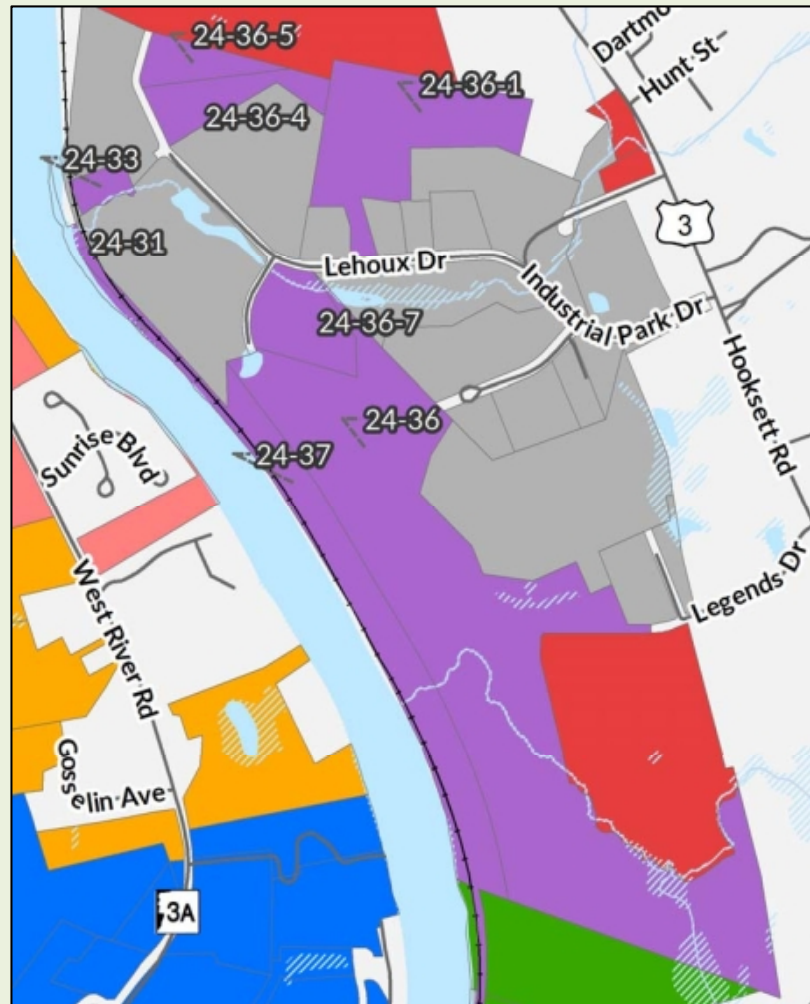 Dartmo
24-36-5
Hunt St
24-36-1
24-36-4
24-33
3
24-31
Lehoux Dr
Industrial Park Dr
24-36-7
Hooksett Rd
24-36
24-37
Sunrise Blvd
Legends Dr
West River Rd
Gosselin Ave
3A